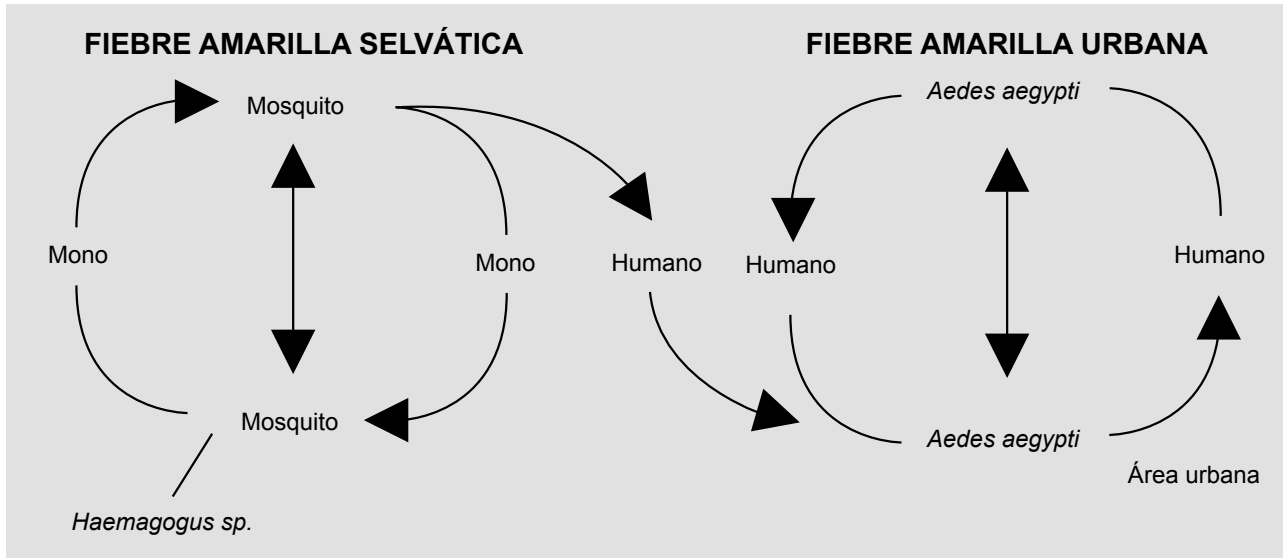 FIEBRE AMARILLA SELVÁTICA
Mosquito
Mono
Mono
Mosquito
Haemagogus sp.
Humano
FIEBRE AMARILLA URBANA
Aedes aegypti
Humano
Humano
Aedes aegypti
Área urbana